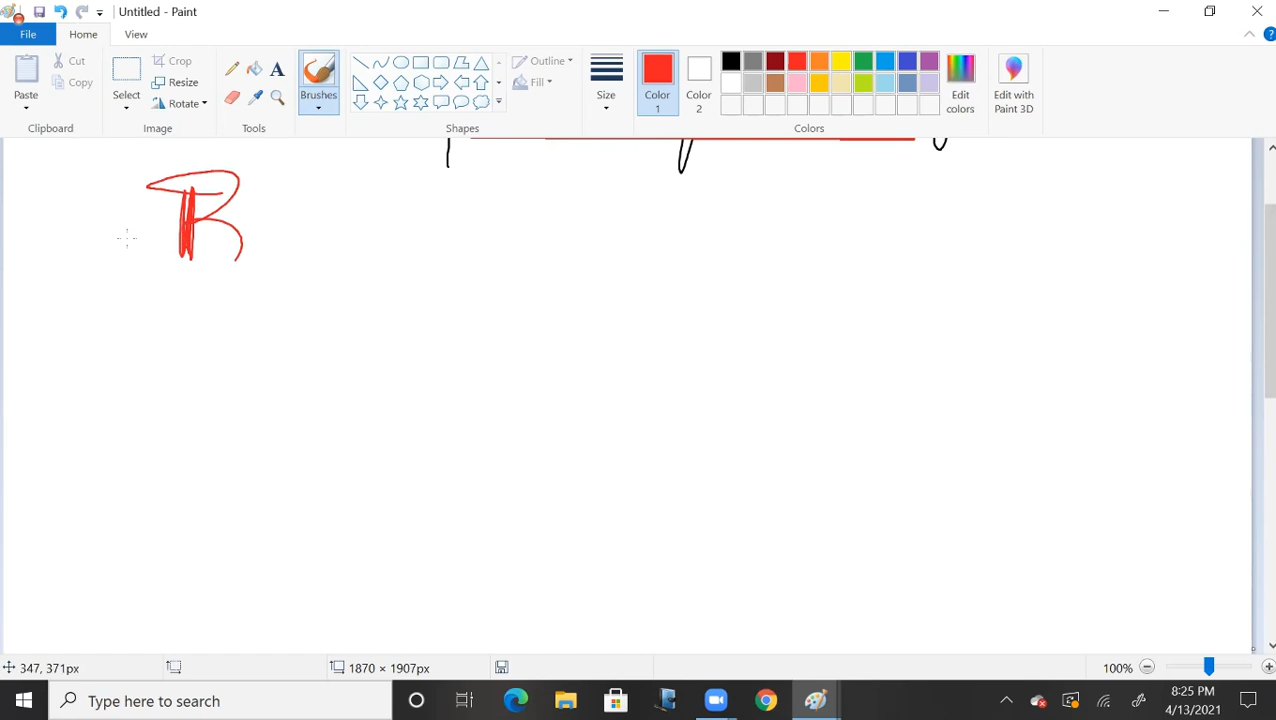 Untitled - Paint
File
Home
View
Paste
Cut
Copy
Clipboard
Select
Crop
Resize
Rotate
Image
Tools
Brushes
Outline
Fill
Shapes
Size
Color 1
Color 2
Edit colors
Colors
Edit with Paint 3D
R
347, 371px
1870 × 1907px
100%
Type here to search
8:25 PM
4/13/2021